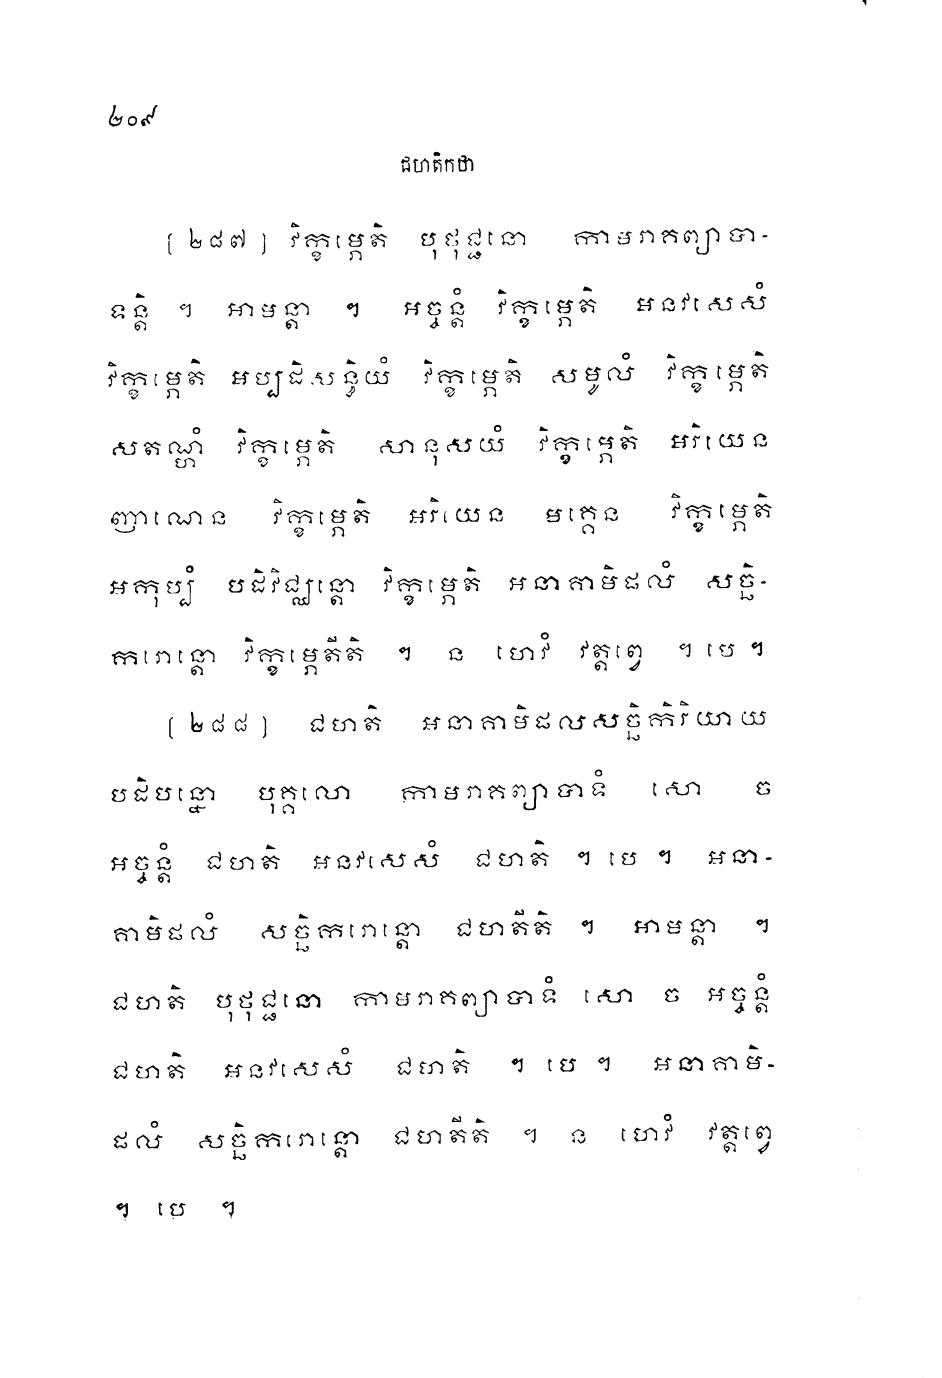 ២០៩
ជហតិកថា
[ ២៨៧ ] វិក្ខម្ភេតិ បុថុជ្ជនោ កាមរាគព្យាបា-
ទន្តិ ។ អាមន្តា ។ អច្ចន្តំ វិក្ខម្ភេតិ អនវសេសំ
វិក្ខម្ភេតិ អប្បដិសន្ធិយំ វិក្ខម្ភេតិ សមូលំ វិក្ខម្ភេតិ
សតណ្ហំ វិក្ខម្ភេតិ សានុសយំ វិក្ខម្ភេតិ អរិយេន
ញាណេន វិក្ខម្ភេតិ អរិយេន មគ្គេន វិក្ខម្ភេតិ
អកុប្បំ បដិវិជ្ឈន្តោ វិក្ខម្ភេតិ អនាគាមិផលំ សច្ឆិ-
ករោន្តោ វិក្ខម្ភេតីតិ ។ ន ហេវំ វត្តព្វេ ។ បេ ។
[ ២៨៨ ] ជហតិ អនាគាមិផលសច្ឆិកិរិយាយ
បដិបន្នោ បុគ្គលោ កាមរាគព្យាបាទំ សោ ច
អច្ចន្តំ ជហតិ អនវសេសំ ជហតិ ។ បេ ។ អនា-
គាមិផលំ សច្ឆិករោន្តោ ជហតីតិ ។ អាមន្តា ។
ជហតិ បុថុជ្ជនោ កាមរាគព្យាបាទំ សោ ច អច្ចន្តំ
ជហតិ អនវសេសំ ជហតិ ។ បេ ។ អនាគាមិ-
ផលំ សច្ឆិករោន្តោ ជហតីតិ ។ ន ហេវំ វត្តព្វេ
។ បេ ។